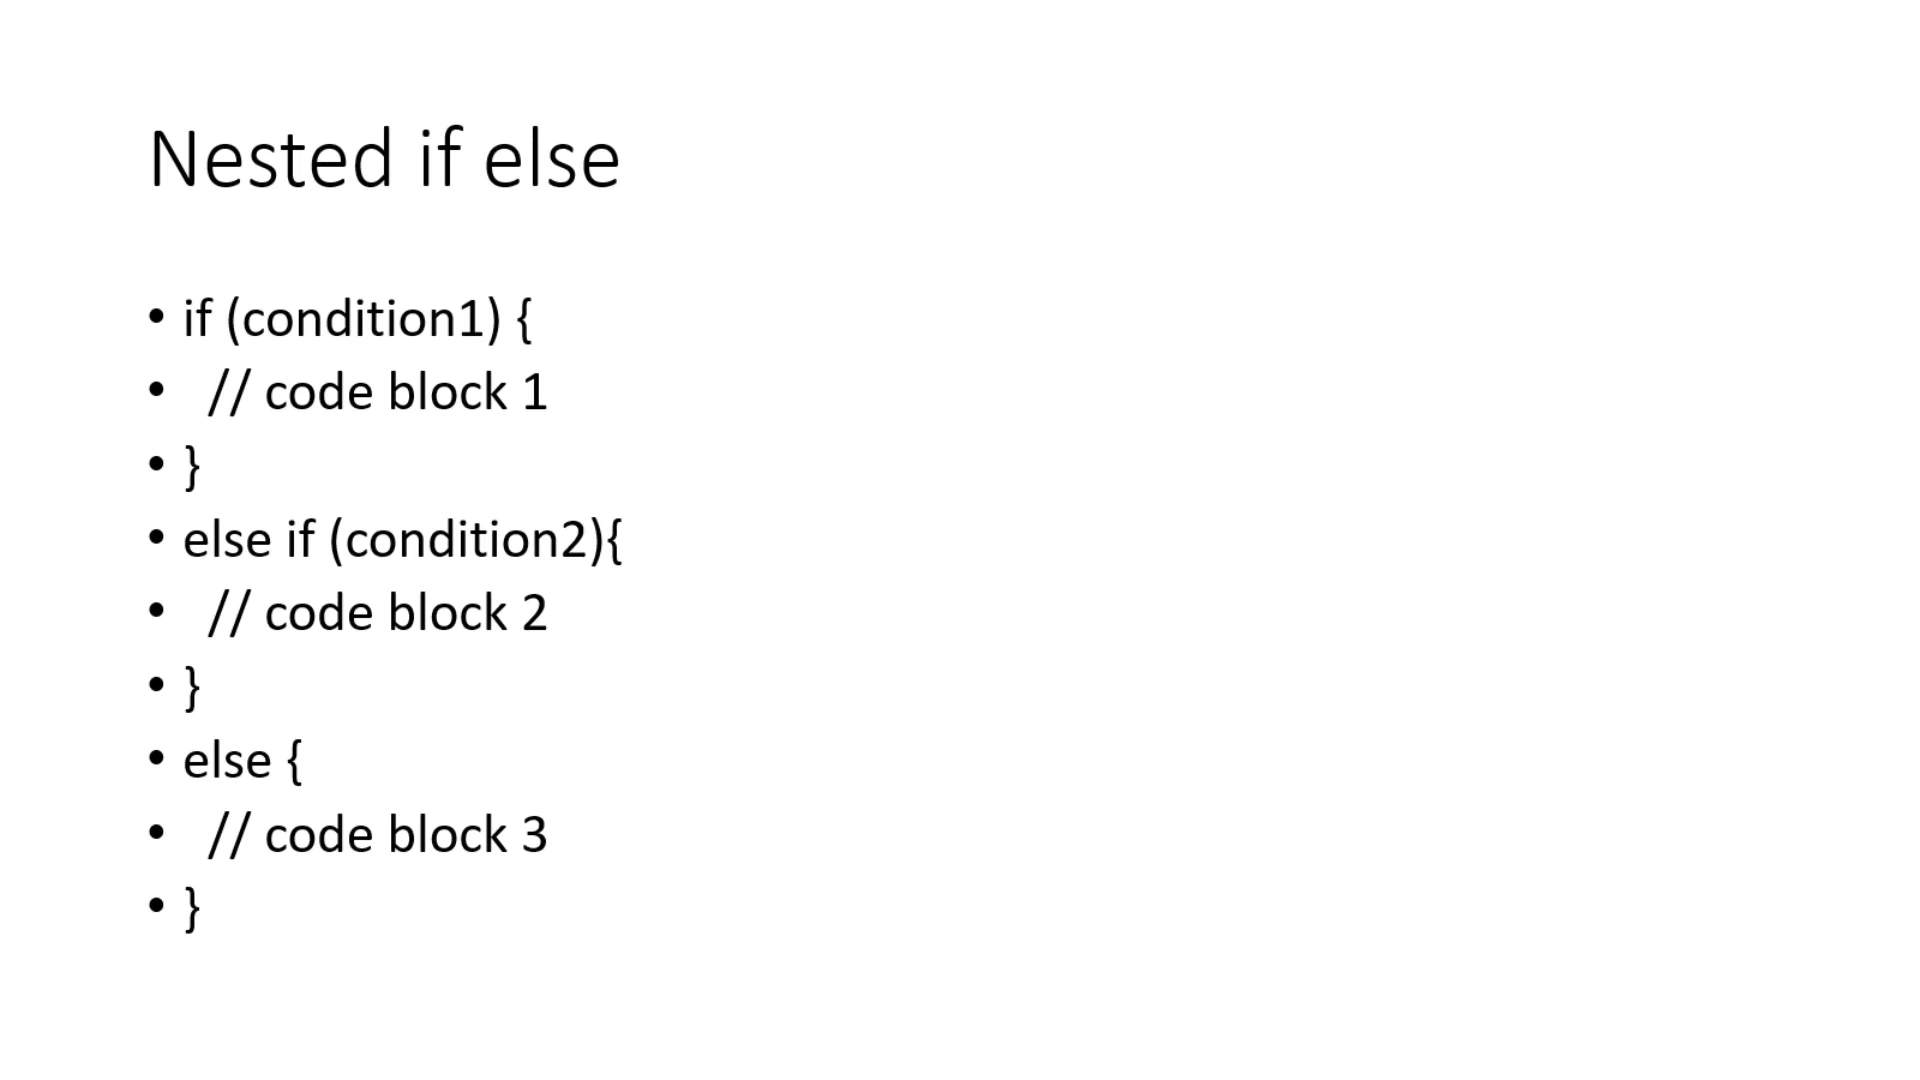 Nested if else
• if (condition1) {
•   // code block 1
• }
• else if (condition2){
•   // code block 2
• }
• else {
•   // code block 3
• }